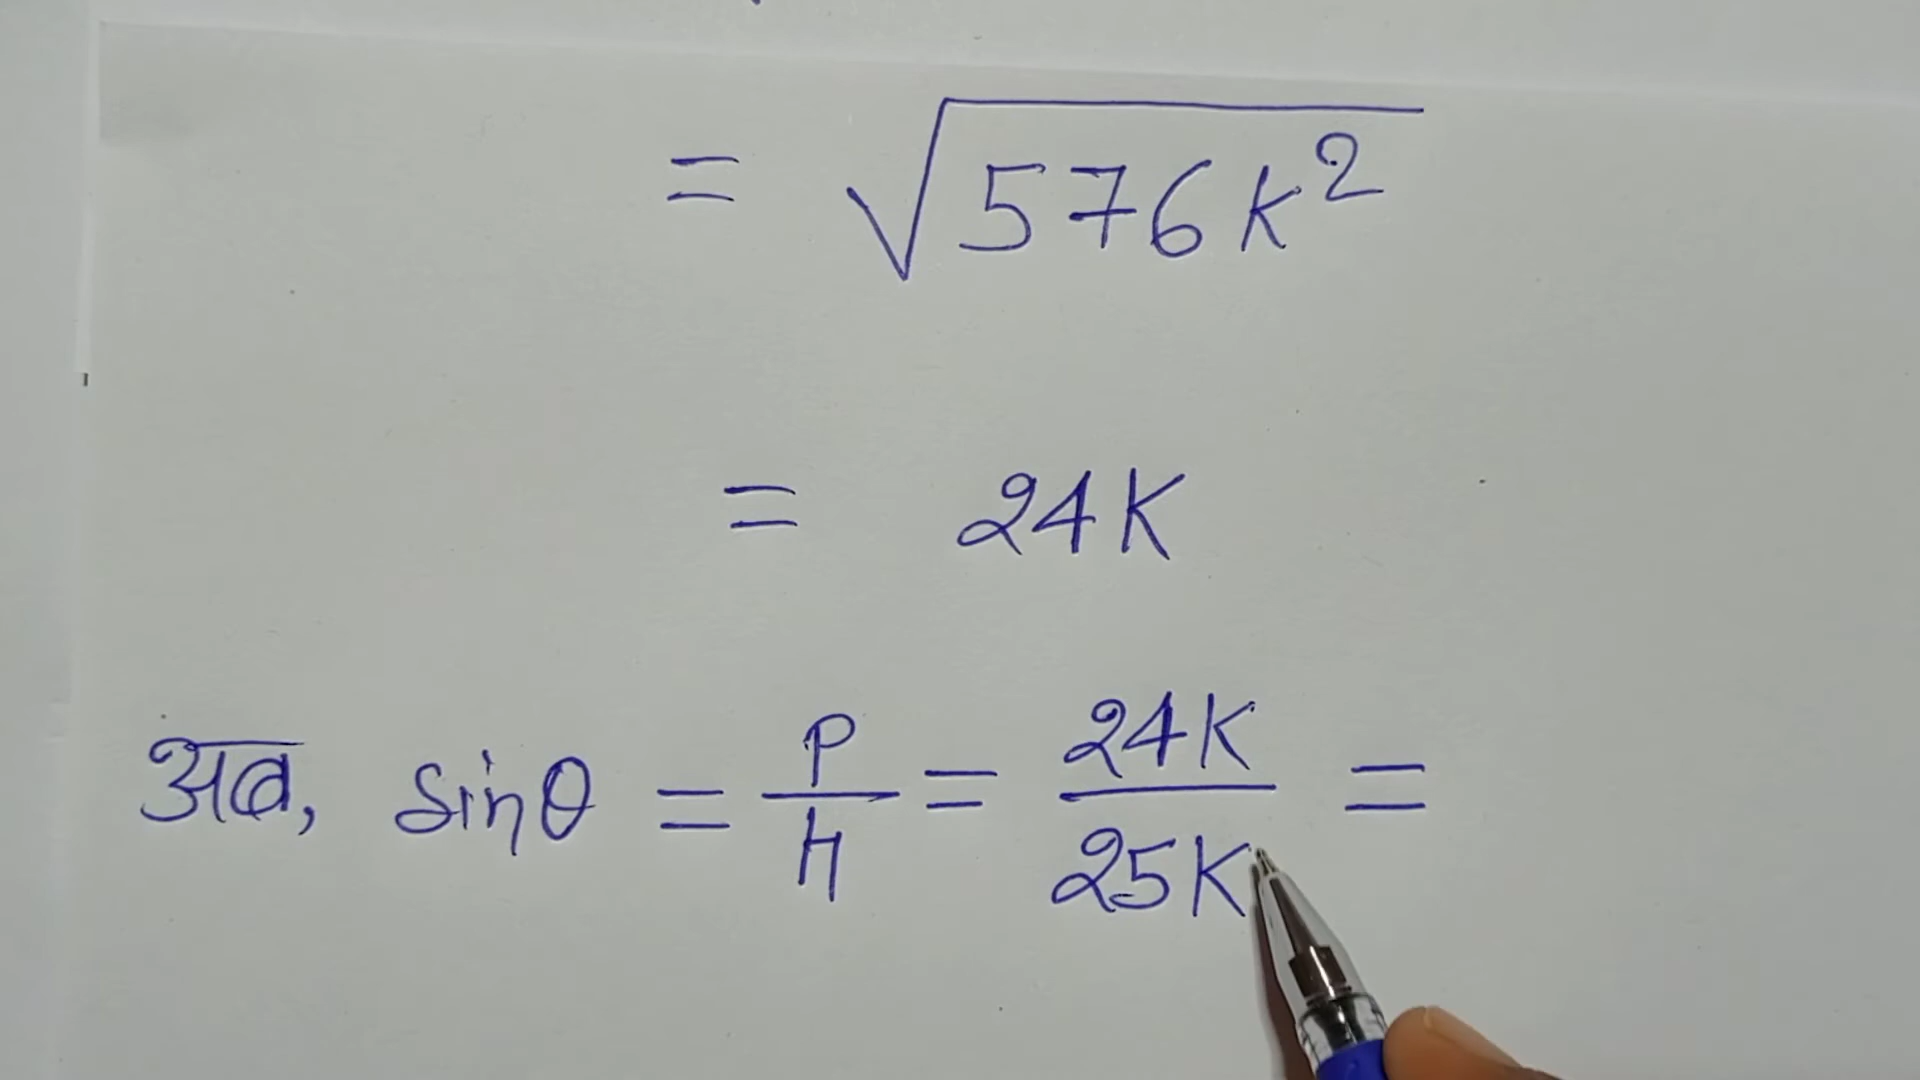 = √576k²
= 24K
अब, sinθ = P/H = 24K/25K =